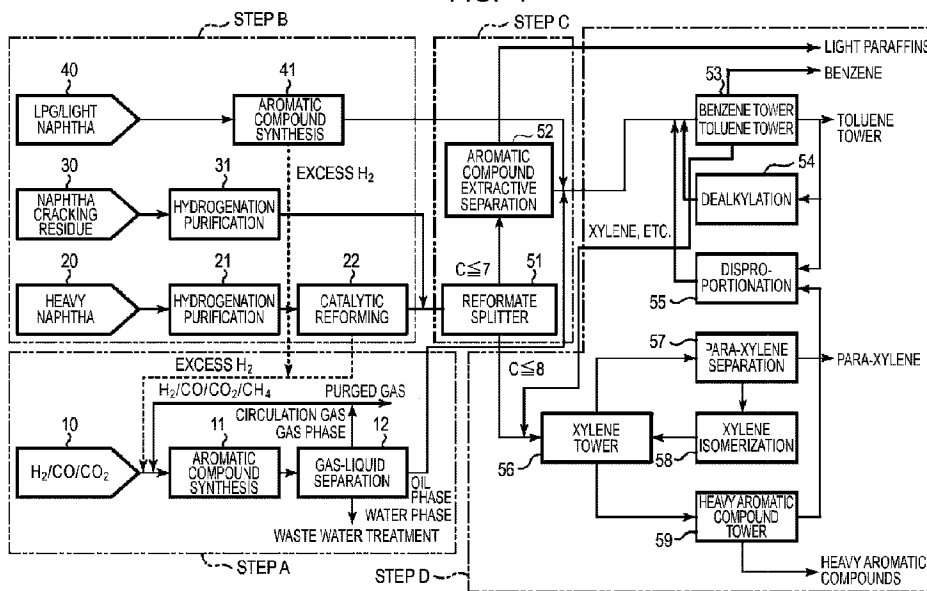 STEP B
STEP C
LIGHT PARAFFINS
BENZENE
40
LPG/LIGHT
NAPHTHA
41
AROMATIC
COMPOUND
SYNTHESIS
53
BENZENE TOWER
TOLUENE TOWER
TOLUENE
TOWER
52
AROMATIC
COMPOUND
EXTRACTIVE
SEPARATION
EXCESS H2
54
DEALKYLATION
30
NAPHTHA
CRACKING
RESIDUE
31
HYDROGENATION
PURIFICATION
XYLENE, ETC.
C≦7
DISPRO-
PORTIONATION
55
20
HEAVY
NAPHTHA
21
HYDROGENATION
PURIFICATION
22
CATALYTIC
REFORMING
51
REFORMATE
SPLITTER
57
PARA-XYLENE
SEPARATION
PARA-XYLENE
EXCESS H2
C≦8
H2/CO/CO2/CH4
PURGED GAS
CIRCULATION GAS
GAS PHASE
10
H2/CO/CO2
11
AROMATIC
COMPOUND
SYNTHESIS
12
GAS-LIQUID
SEPARATION
OIL
PHASE
WATER PHASE
WASTE WATER TREATMENT
XYLENE
TOWER
56
XYLENE
ISOMERIZATION
58
HEAVY AROMATIC
COMPOUND
TOWER
59
STEP A
STEP D
HEAVY AROMATIC
COMPOUNDS